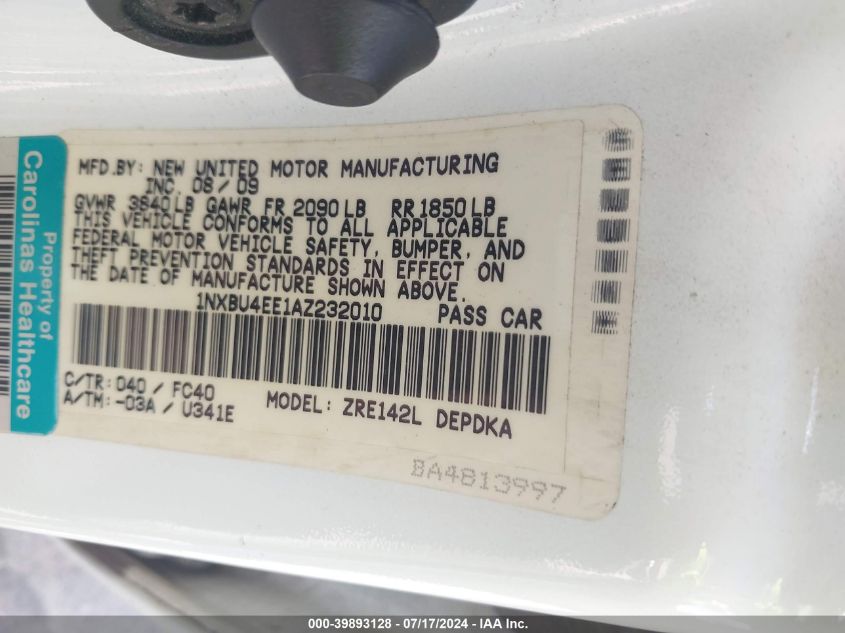 Property of
Carolinas Healthcare
MFD.BY: NEW UNITED MOTOR MANUFACTURING
INC. 08/09
GVWR 3640LB GAWR FR 2090LB RR1850LB
THIS VEHICLE CONFORMS TO ALL APPLICABLE
FEDERAL MOTOR VEHICLE SAFETY, BUMPER, AND
THEFT PREVENTION STANDARDS IN EFFECT ON
THE DATE OF MANUFACTURE SHOWN ABOVE.
1NXBU4EE1AZ232010 PASS CAR
C/TR: 040 / FC40
A/TM: -03A / U341E
MODEL: ZRE142L DEPDKA
BA4813997
000-39893128 - 07/17/2024 - IAA Inc.